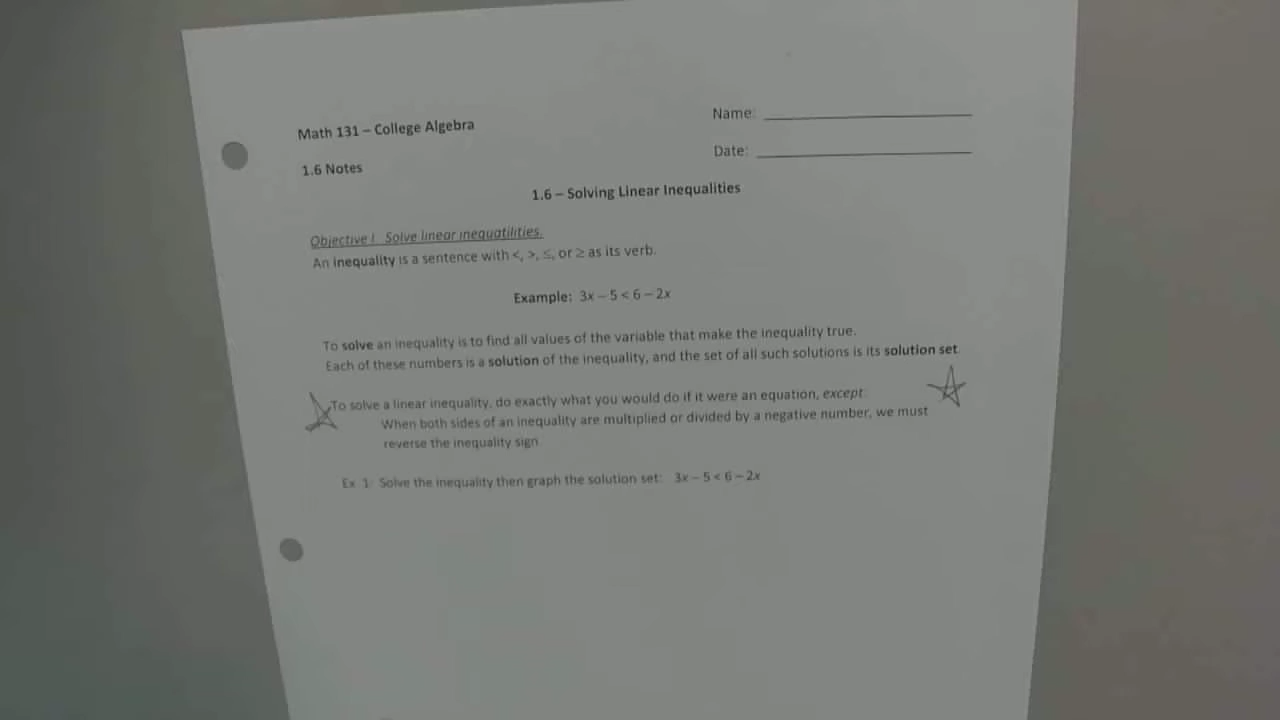 Math 131 – College Algebra
Name: 
1.6 Notes
Date: 
1.6 – Solving Linear Inequalities
Objective I Solve linear inequatilities.
An inequality is a sentence with <, >, ≤, or ≥ as its verb.
Example: 3x – 5 < 6 – 2x
To solve an inequality is to find all values of the variable that make the inequality true.
Each of these numbers is a solution of the inequality, and the set of all such solutions is its solution set.
To solve a linear inequality, do exactly what you would do if it were an equation, except:
When both sides of an inequality are multiplied or divided by a negative number, we must
reverse the inequality sign.
Ex. 1: Solve the inequality then graph the solution set: 3x – 5 < 6 – 2x